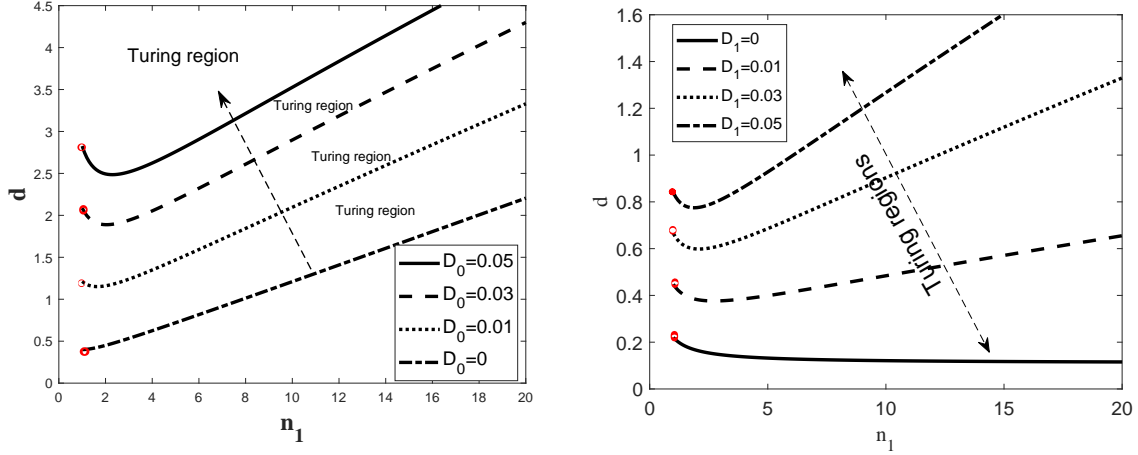 4.5
4
3.5
3
2.5
2
1.5
1
0.5
0
d
0
2
4
6
8
10
12
14
16
18
20
n1
Turing region
Turing region
Turing region
Turing region
D0=0.05
D0=0.03
D0=0.01
D0=0
1.6
1.4
1.2
1
0.8
0.6
0.4
0.2
0
d
0
5
10
15
20
n1
D1=0
D1=0.01
D1=0.03
D1=0.05
Turing regions